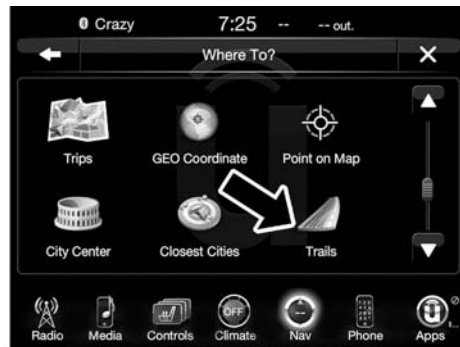 Crazy 7:25 -- -- out.
Where To?
Trips GEO Coordinate Point on Map
City Center Closest Cities Trails
OFF --
Radio Media Controls Climate Nav Phone Apps